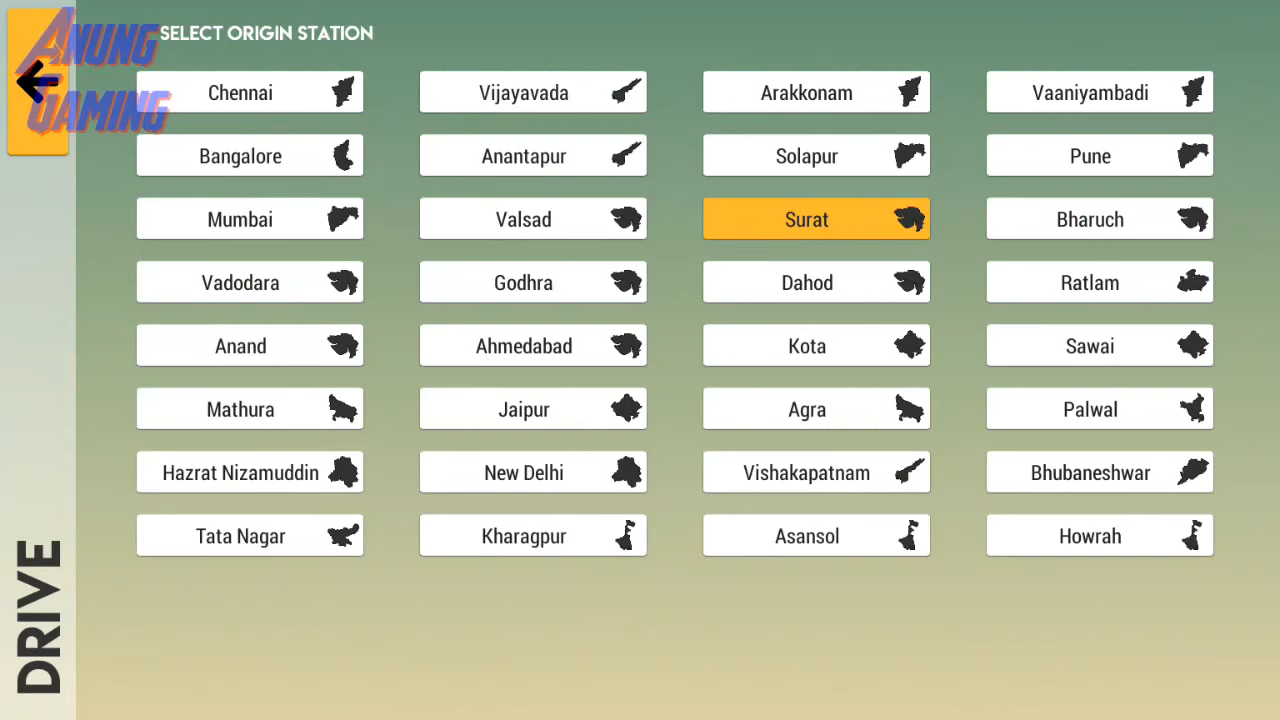 ANUNG
GAMING
SELECT ORIGIN STATION
Chennai
Vijayavada
Arakkonam
Vaaniyambadi
Bangalore
Anantapur
Solapur
Pune
Mumbai
Valsad
Surat
Bharuch
Vadodara
Godhra
Dahod
Ratlam
Anand
Ahmedabad
Kota
Sawai
Mathura
Jaipur
Agra
Palwal
Hazrat Nizamuddin
New Delhi
Vishakapatnam
Bhubaneshwar
Tata Nagar
Kharagpur
Asansol
Howrah
DRIVE